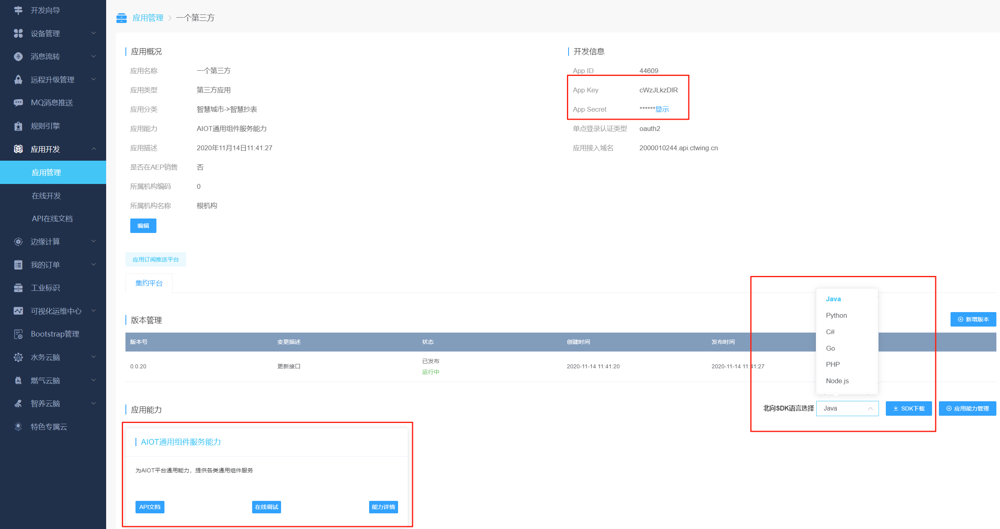 开发向导
设备管理
消息流转
远程升级管理
MQ消息推送
规则引擎
应用开发
应用管理
在线开发
API在线文档
边缘计算
我的订单
工业标识
可视化运维中心
Bootstrap管理
水务云脑
燃气云脑
智养云脑
特色专属云
应用管理 > 一个第三方
应用概况
应用名称 一个第三方
应用类型 第三方应用
应用分类 智慧城市->智慧抄表
应用能力 AIOT通用组件服务能力
应用描述 2020年11月14日11:41:27
是否在AEP销售 否
所属机构编码 0
所属机构名称 根机构
编辑
开发信息
App ID 44609
App Key cWzJLkzDlR
App Secret ******显示
单点登录认证类型 oauth2
应用接入域名 2000010244.api.ctwing.cn
应用订阅推送平台
集约平台
版本管理
新增版本
版本号 变更描述 状态 创建时间 发布时间
0.0.20 更新接口 已发布 2020-11-14 11:41:20 2020-11-14 11:41:27
运行中
Java
Python
C#
Go
PHP
Node.js
应用能力
北向SDK语言选择 Java SDK下载 应用能力管理
AIOT通用组件服务能力
为AIOT平台通用能力，提供各类通用组件服务
API文档 在线调试 能力详情